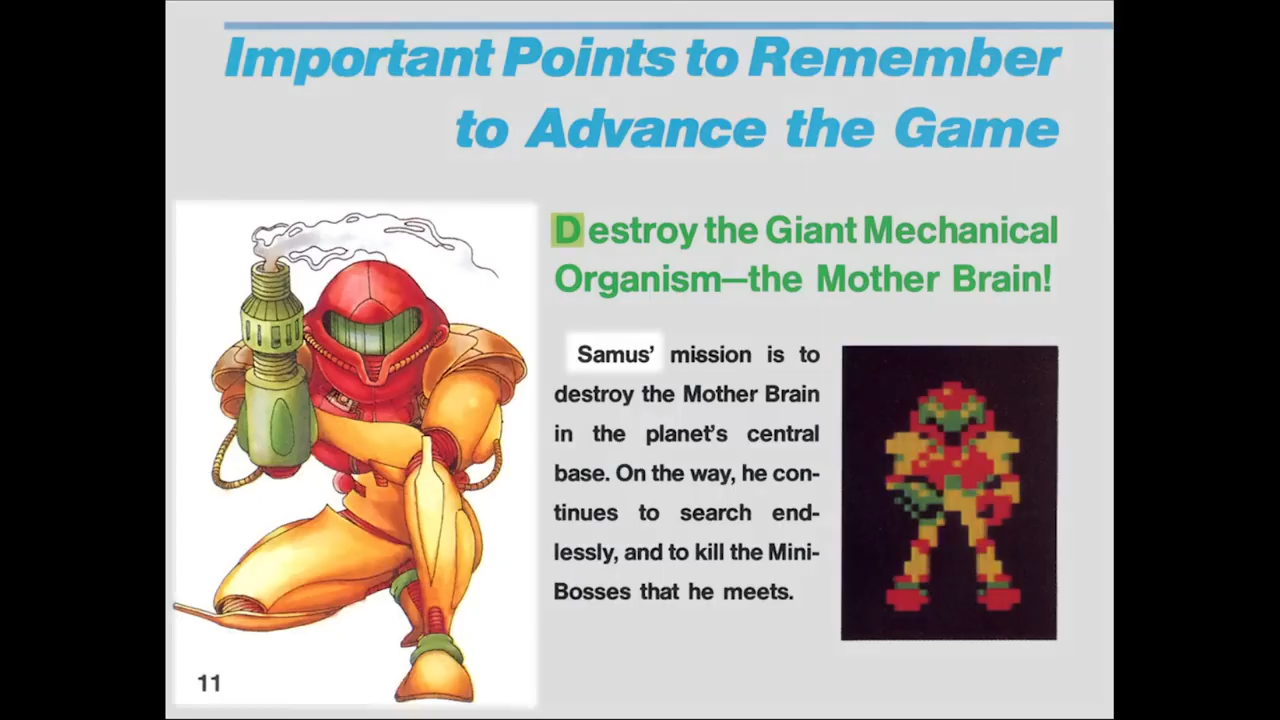 Important Points to Remember
to Advance the Game
Destroy the Giant Mechanical
Organism—the Mother Brain!
Samus’ mission is to
destroy the Mother Brain
in the planet’s central
base. On the way, he con-
tinues to search end-
lessly, and to kill the Mini-
Bosses that he meets.
11